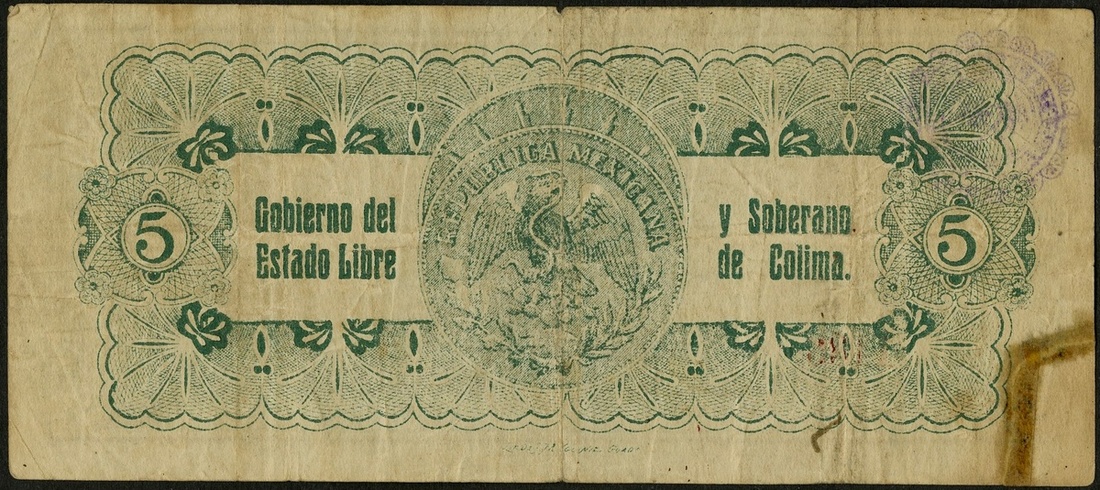 REPUBLICA MEXICANA
5
Gobierno del
Estado Libre
y Soberano
de Colima.
5